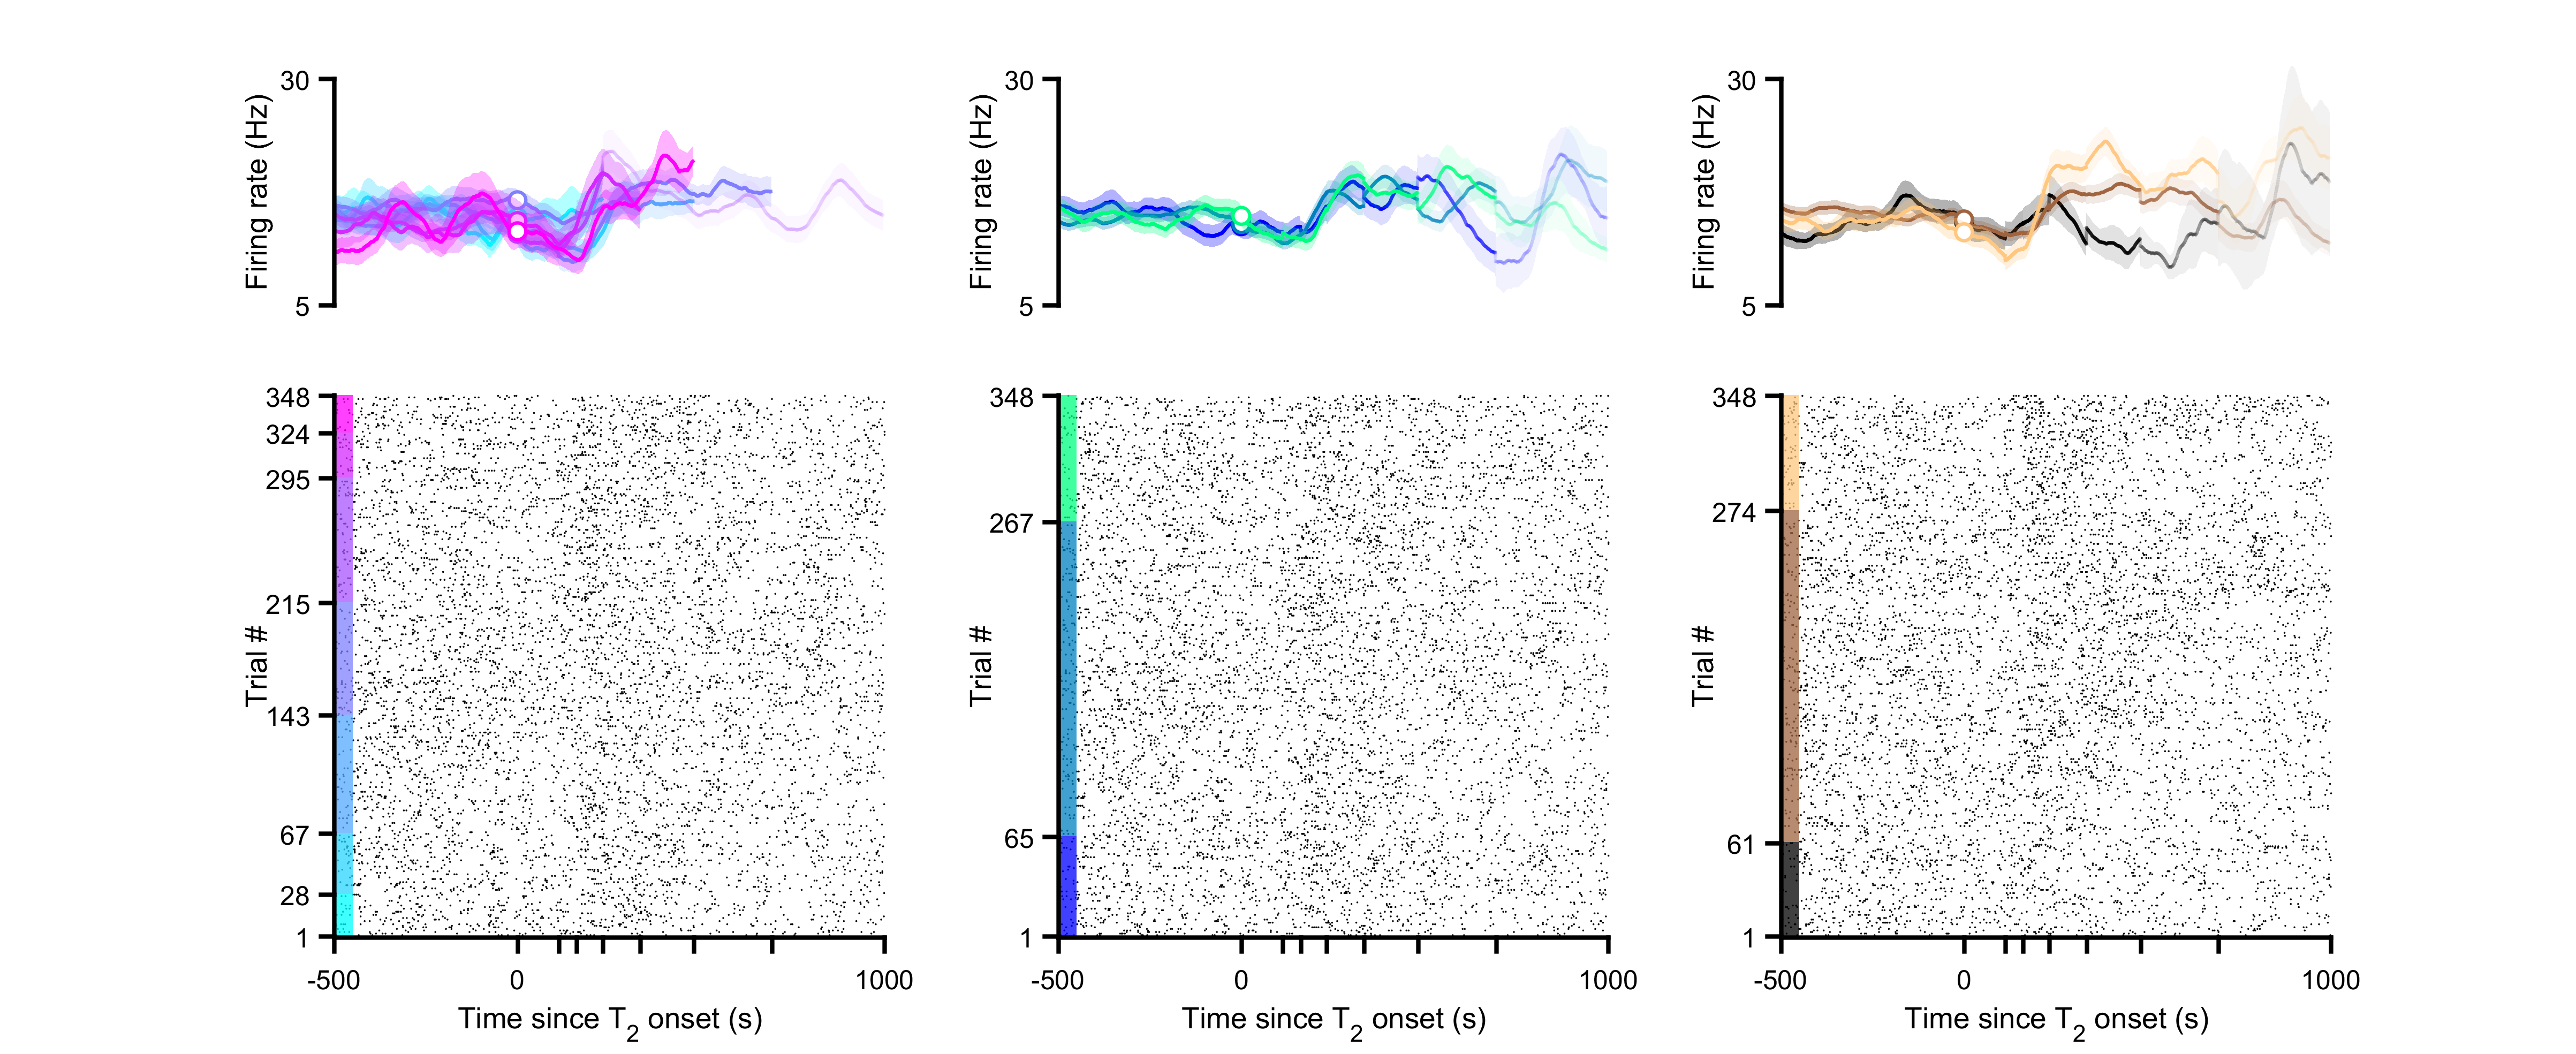 30
Firing rate (Hz)
5
30
Firing rate (Hz)
5
30
Firing rate (Hz)
5
348
324
295
215
143
67
28
1
Trial #
-500 0 1000
Time since T2 onset (s)
348
267
65
1
Trial #
-500 0 1000
Time since T2 onset (s)
348
274
61
1
Trial #
-500 0 1000
Time since T2 onset (s)